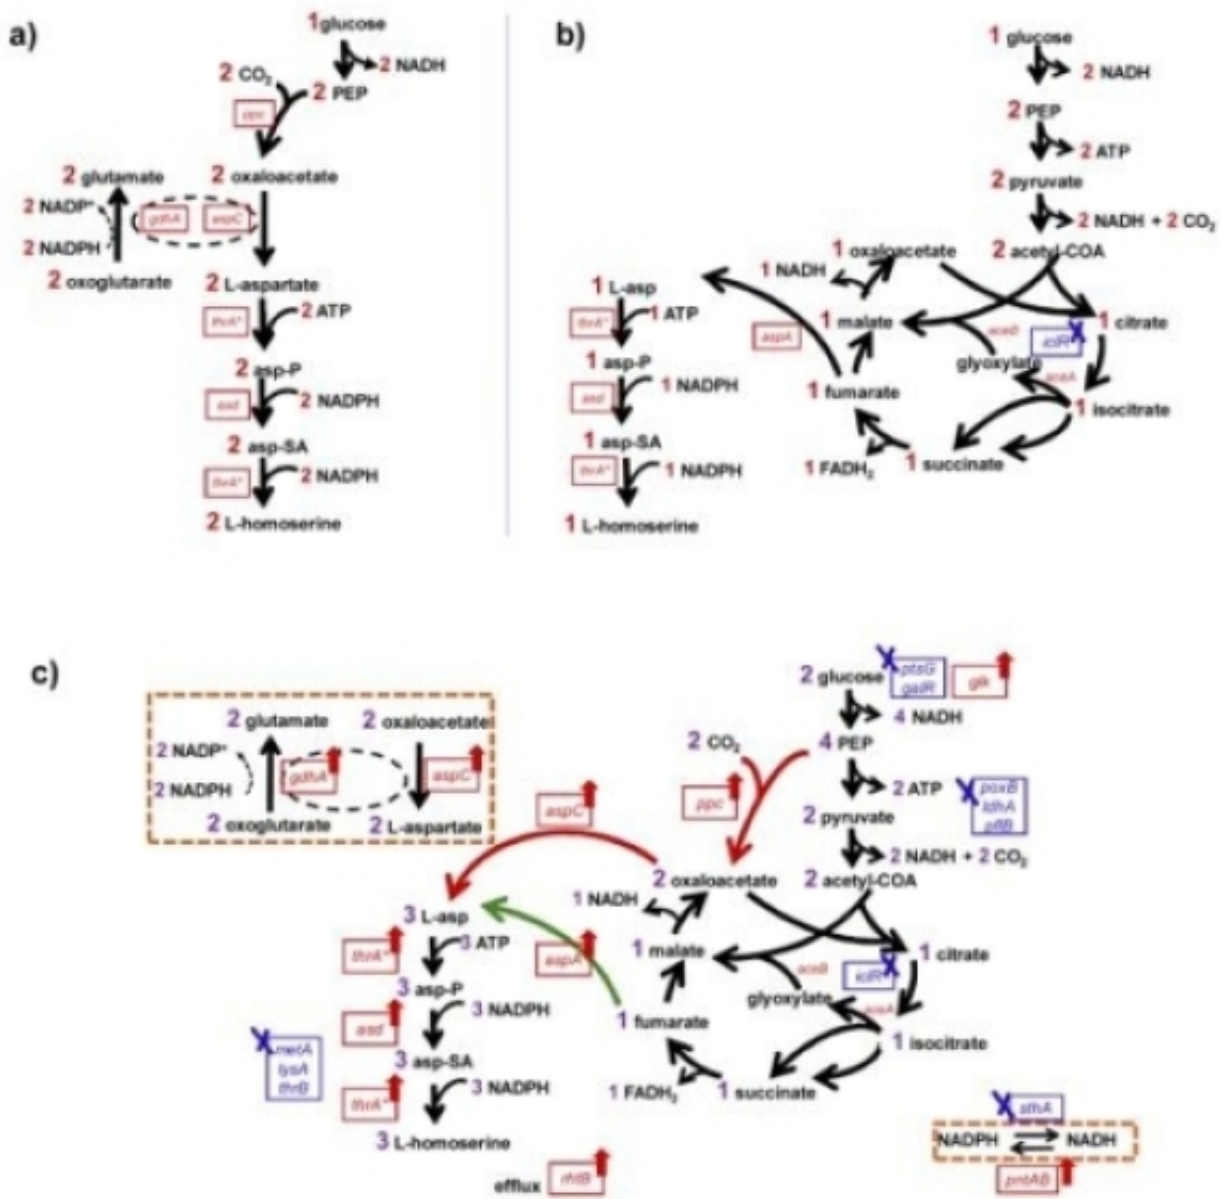 a)
1 glucose
2 NADH
2 CO2
2 PEP
ppc
2 glutamate
2 oxaloacetate
2 NADP+
gdhA
aspC
2 NADPH
2 oxoglutarate
2 L-aspartate
thrA*
2 ATP
2 asp-P
asd
2 NADPH
2 asp-SA
thrA*
2 NADPH
2 L-homoserine
b)
1 glucose
2 NADH
2 PEP
2 ATP
2 pyruvate
2 NADH + 2 CO2
1 oxaloacetate
2 acetyl-COA
1 NADH
1 L-asp
thrA*
1 ATP
aspA
1 malate
aceB
iclR
X
1 citrate
glyoxylate
aceA
1 asp-P
asd
1 NADPH
1 fumarate
1 isocitrate
1 asp-SA
thrA*
1 NADPH
1 FADH2
1 succinate
1 L-homoserine
c)
2 glucose
X
ptsG
galR
glk
4 NADH
2 glutamate
2 oxaloacetate
2 NADP+
gdhA
aspC
2 NADPH
2 oxoglutarate
2 L-aspartate
2 CO2
4 PEP
ppc
2 ATP
X
poxB
ldhA
pflB
aspC
2 pyruvate
2 NADH + 2 CO2
2 oxaloacetate
2 acetyl-COA
1 NADH
3 L-asp
thrA*
3 ATP
aspA
1 malate
aceB
iclR
X
1 citrate
glyoxylate
aceA
3 asp-P
asd
3 NADPH
1 fumarate
1 isocitrate
X
metA
lysA
thrB
3 asp-SA
thrA*
3 NADPH
1 FADH2
1 succinate
3 L-homoserine
efflux
rhtB
X
sthA
NADPH
NADH
pntAB